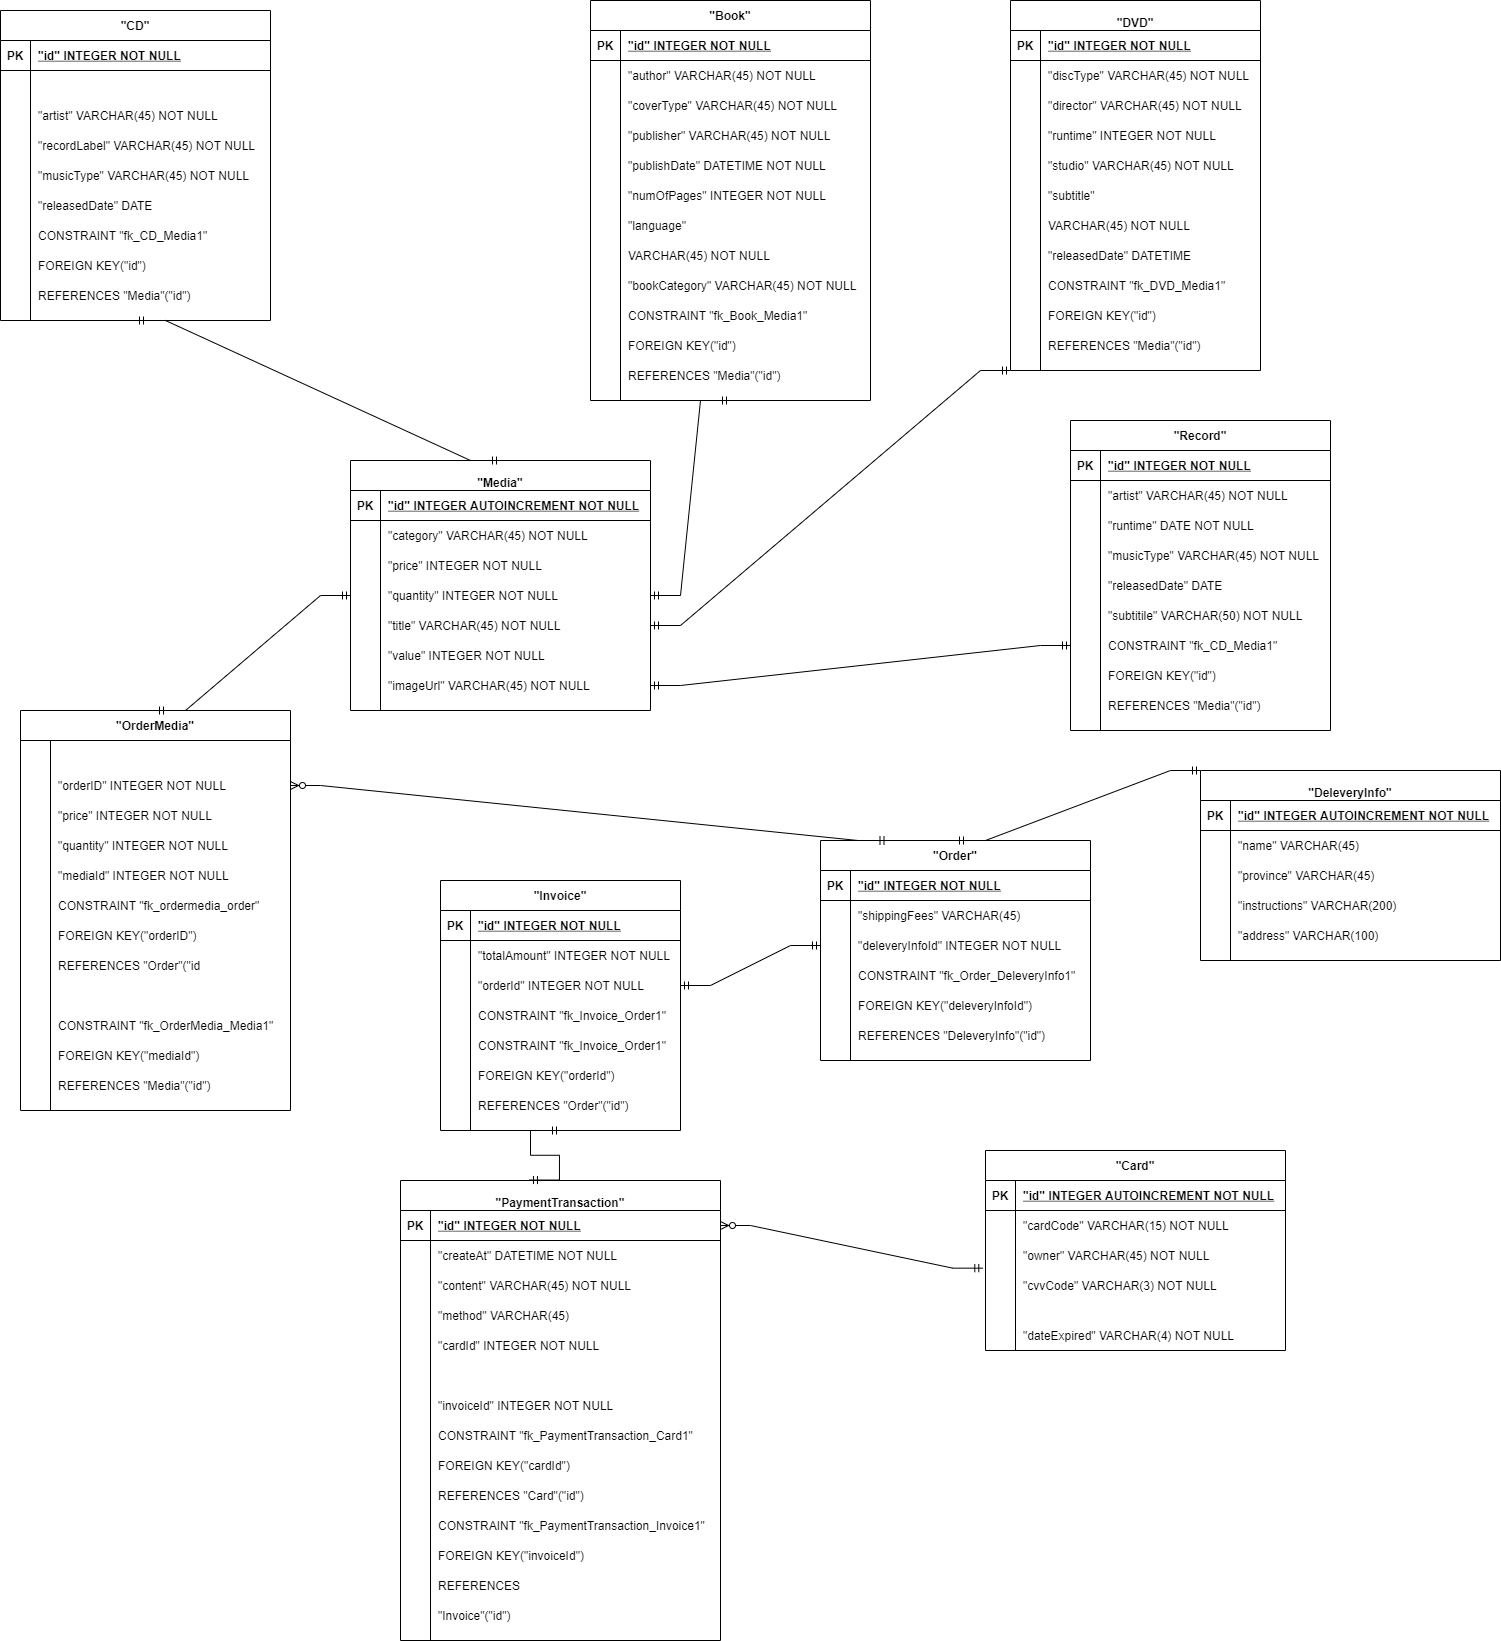 "CD"
PK "id" INTEGER NOT NULL
"artist" VARCHAR(45) NOT NULL
"recordLabel" VARCHAR(45) NOT NULL
"musicType" VARCHAR(45) NOT NULL
"releasedDate" DATE
CONSTRAINT "fk_CD_Media1"
FOREIGN KEY("id")
REFERENCES "Media"("id")
"Book"
PK "id" INTEGER NOT NULL
"author" VARCHAR(45) NOT NULL
"coverType" VARCHAR(45) NOT NULL
"publisher" VARCHAR(45) NOT NULL
"publishDate" DATETIME NOT NULL
"numOfPages" INTEGER NOT NULL
"language"
VARCHAR(45) NOT NULL
"bookCategory" VARCHAR(45) NOT NULL
CONSTRAINT "fk_Book_Media1"
FOREIGN KEY("id")
REFERENCES "Media"("id")
"DVD"
PK "id" INTEGER NOT NULL
"discType" VARCHAR(45) NOT NULL
"director" VARCHAR(45) NOT NULL
"runtime" INTEGER NOT NULL
"studio" VARCHAR(45) NOT NULL
"subtitle"
VARCHAR(45) NOT NULL
"releasedDate" DATETIME
CONSTRAINT "fk_DVD_Media1"
FOREIGN KEY("id")
REFERENCES "Media"("id")
"Record"
PK "id" INTEGER NOT NULL
"artist" VARCHAR(45) NOT NULL
"runtime" DATE NOT NULL
"musicType" VARCHAR(45) NOT NULL
"releasedDate" DATE
"subtitile" VARCHAR(50) NOT NULL
CONSTRAINT "fk_CD_Media1"
FOREIGN KEY("id")
REFERENCES "Media"("id")
"Media"
PK "id" INTEGER AUTOINCREMENT NOT NULL
"category" VARCHAR(45) NOT NULL
"price" INTEGER NOT NULL
"quantity" INTEGER NOT NULL
"title" VARCHAR(45) NOT NULL
"value" INTEGER NOT NULL
"imageUrl" VARCHAR(45) NOT NULL
"OrderMedia"
"orderID" INTEGER NOT NULL
"price" INTEGER NOT NULL
"quantity" INTEGER NOT NULL
"mediaId" INTEGER NOT NULL
CONSTRAINT "fk_ordermedia_order"
FOREIGN KEY("orderID")
REFERENCES "Order"("id
CONSTRAINT "fk_OrderMedia_Media1"
FOREIGN KEY("mediaId")
REFERENCES "Media"("id")
"DeleveryInfo"
PK "id" INTEGER AUTOINCREMENT NOT NULL
"name" VARCHAR(45)
"province" VARCHAR(45)
"instructions" VARCHAR(200)
"address" VARCHAR(100)
"Order"
PK "id" INTEGER NOT NULL
"shippingFees" VARCHAR(45)
"deleveryInfoId" INTEGER NOT NULL
CONSTRAINT "fk_Order_DeleveryInfo1"
FOREIGN KEY("deleveryInfoId")
REFERENCES "DeleveryInfo"("id")
"Invoice"
PK "id" INTEGER NOT NULL
"totalAmount" INTEGER NOT NULL
"orderId" INTEGER NOT NULL
CONSTRAINT "fk_Invoice_Order1"
CONSTRAINT "fk_Invoice_Order1"
FOREIGN KEY("orderId")
REFERENCES "Order"("id")
"Card"
PK "id" INTEGER AUTOINCREMENT NOT NULL
"cardCode" VARCHAR(15) NOT NULL
"owner" VARCHAR(45) NOT NULL
"cvvCode" VARCHAR(3) NOT NULL
"dateExpired" VARCHAR(4) NOT NULL
"PaymentTransaction"
PK "id" INTEGER NOT NULL
"createAt" DATETIME NOT NULL
"content" VARCHAR(45) NOT NULL
"method" VARCHAR(45)
"cardId" INTEGER NOT NULL
"invoiceId" INTEGER NOT NULL
CONSTRAINT "fk_PaymentTransaction_Card1"
FOREIGN KEY("cardId")
REFERENCES "Card"("id")
CONSTRAINT "fk_PaymentTransaction_Invoice1"
FOREIGN KEY("invoiceId")
REFERENCES
"Invoice"("id")